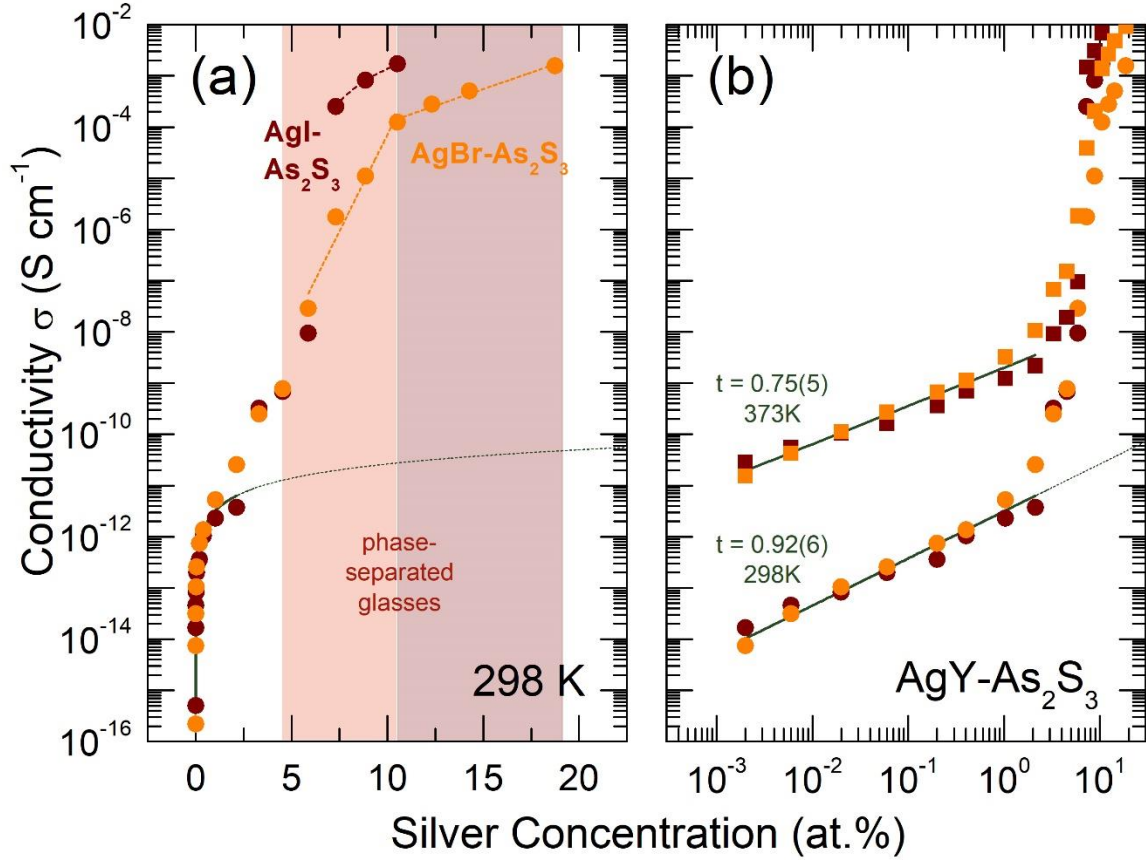 (a)
(b)
10⁻²
10⁻⁴
10⁻⁶
10⁻⁸
10⁻¹⁰
10⁻¹²
10⁻¹⁴
10⁻¹⁶
Conductivity σ (S cm⁻¹)
AgI-
As₂S₃
AgBr-As₂S₃
phase-
separated
glasses
298 K
t = 0.75(5)
373K
t = 0.92(6)
298K
AgY-As₂S₃
0 5 10 15 20
10⁻³ 10⁻² 10⁻¹ 10⁰ 10¹
Silver Concentration (at.%)